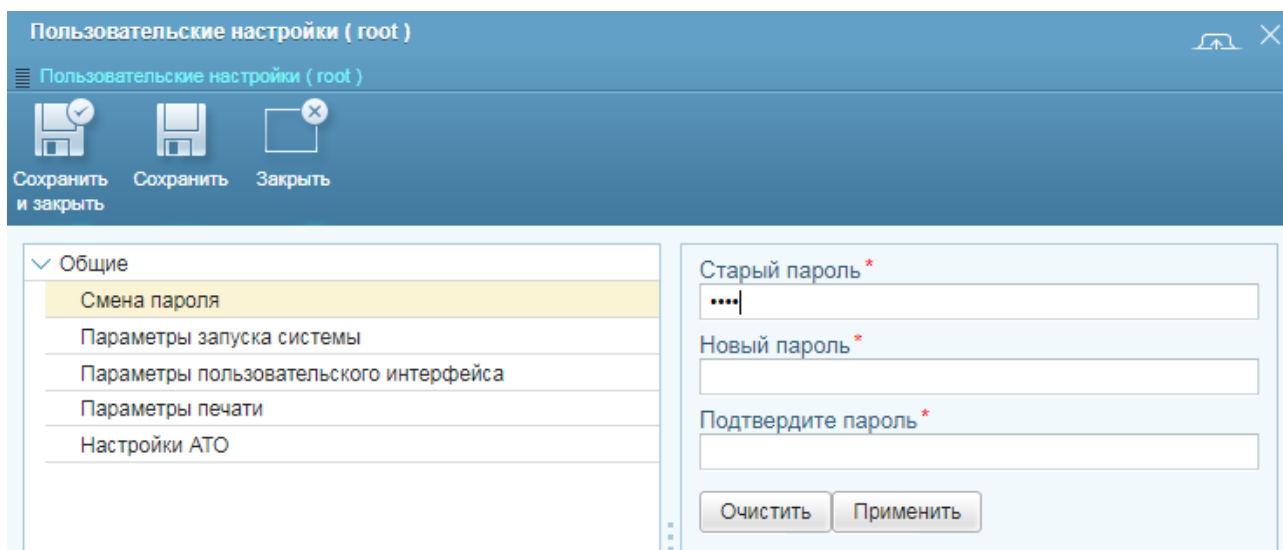 Пользовательские настройки ( root )
Пользовательские настройки ( root )
Сохранить и закрыть
Сохранить
Закрыть
Общие
Смена пароля
Параметры запуска системы
Параметры пользовательского интерфейса
Параметры печати
Настройки АТО
Старый пароль *
••••
Новый пароль *
Подтвердите пароль *
Очистить
Применить